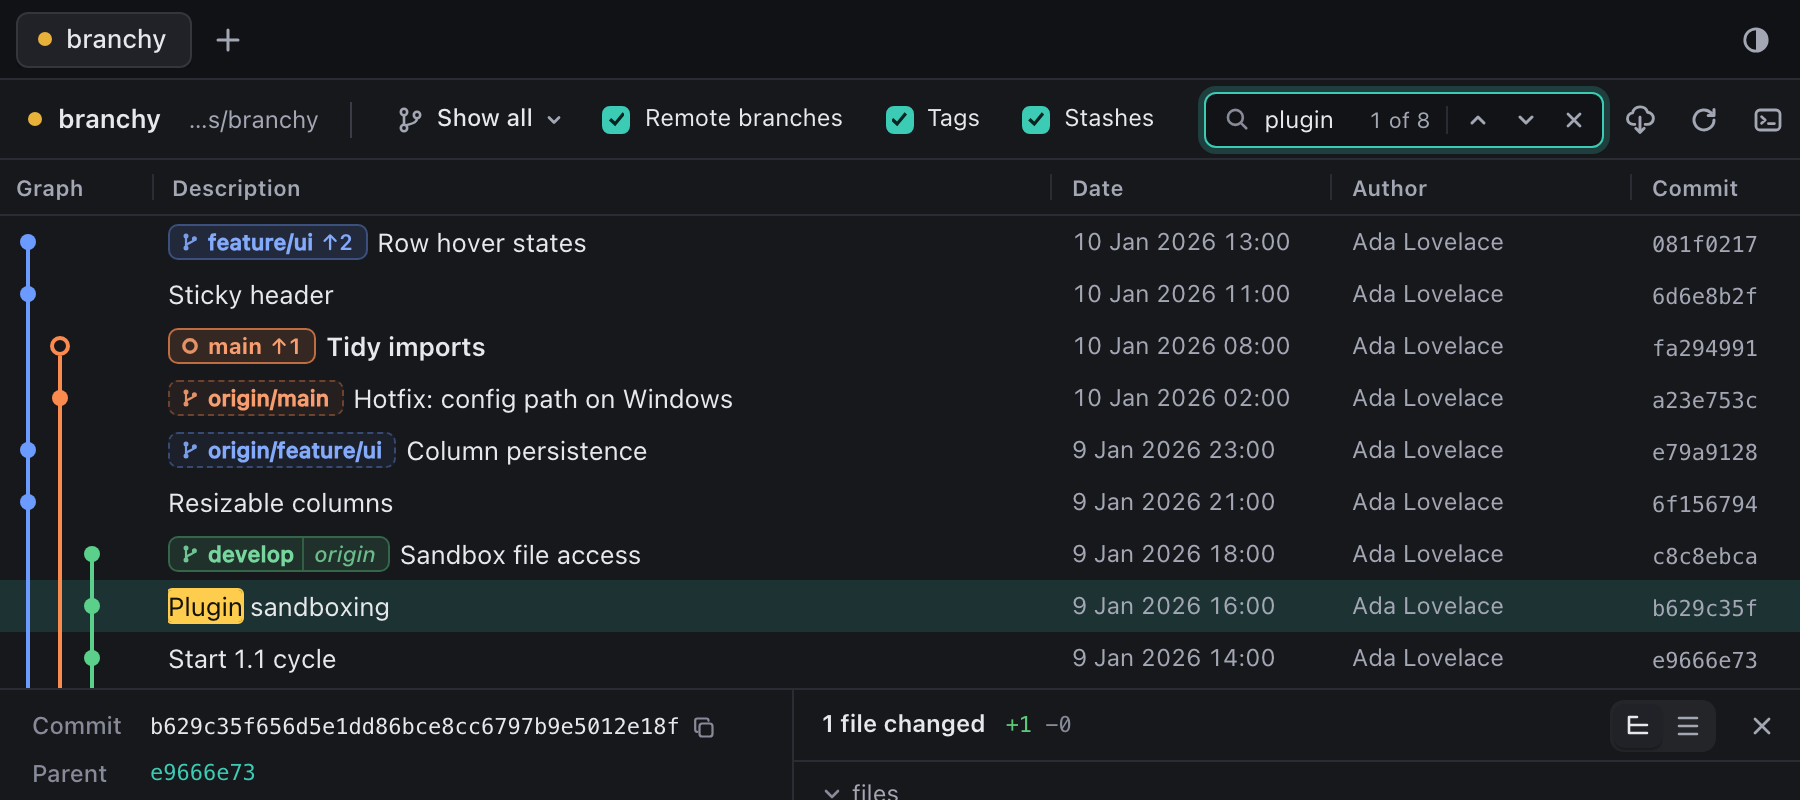 branchy
branchy ...s/branchy Show all Remote branches Tags Stashes plugin 1 of 8
Graph Description Date Author Commit
feature/ui ↑2 Row hover states 10 Jan 2026 13:00 Ada Lovelace 081f0217
Sticky header 10 Jan 2026 11:00 Ada Lovelace 6d6e8b2f
main ↑1 Tidy imports 10 Jan 2026 08:00 Ada Lovelace fa294991
origin/main Hotfix: config path on Windows 10 Jan 2026 02:00 Ada Lovelace a23e753c
origin/feature/ui Column persistence 9 Jan 2026 23:00 Ada Lovelace e79a9128
Resizable columns 9 Jan 2026 21:00 Ada Lovelace 6f156794
develop origin Sandbox file access 9 Jan 2026 18:00 Ada Lovelace c8c8ebca
Plugin sandboxing 9 Jan 2026 16:00 Ada Lovelace b629c35f
Start 1.1 cycle 9 Jan 2026 14:00 Ada Lovelace e9666e73
Commit b629c35f656d5e1dd86bce8cc6797b9e5012e18f
Parent e9666e73
1 file changed +1 −0
files